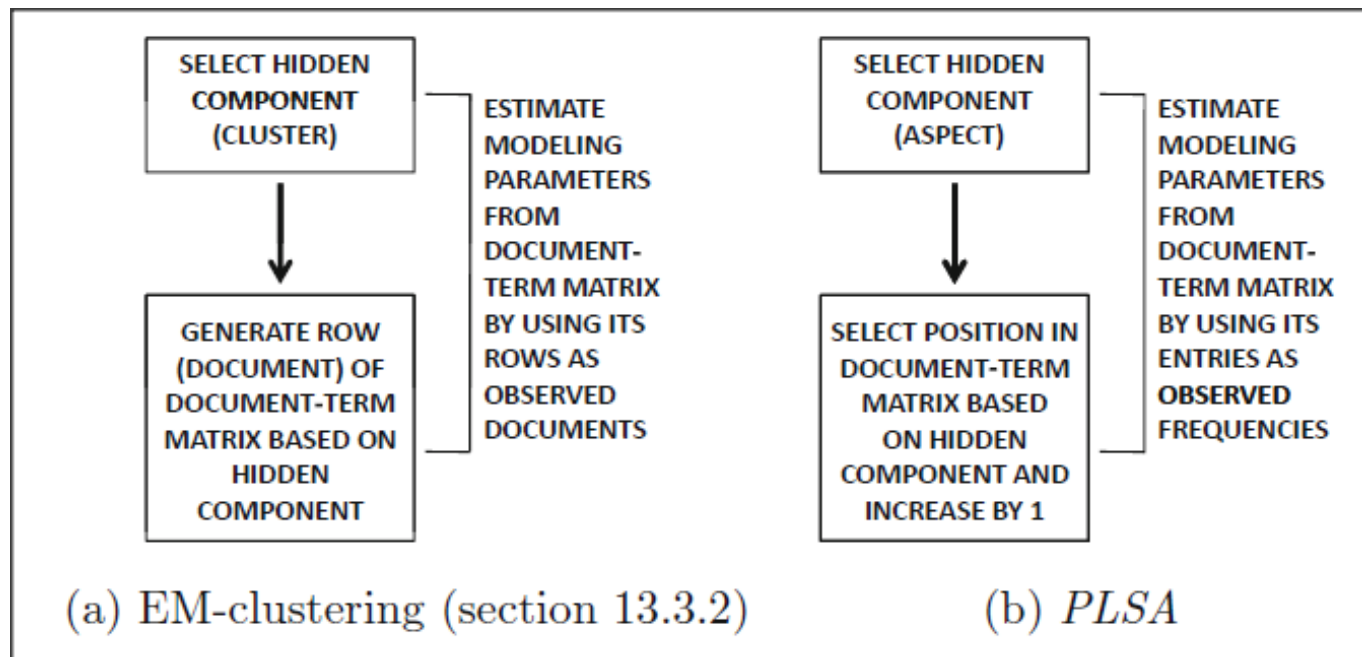 SELECT HIDDEN
COMPONENT
(CLUSTER)
ESTIMATE
MODELING
PARAMETERS
FROM
DOCUMENT-
TERM MATRIX
BY USING ITS
ROWS AS
OBSERVED
DOCUMENTS
GENERATE ROW
(DOCUMENT) OF
DOCUMENT-TERM
MATRIX BASED ON
HIDDEN
COMPONENT
(a) EM-clustering (section 13.3.2)
SELECT HIDDEN
COMPONENT
(ASPECT)
ESTIMATE
MODELING
PARAMETERS
FROM
DOCUMENT-
TERM MATRIX
BY USING ITS
ENTRIES AS
OBSERVED
FREQUENCIES
SELECT POSITION IN
DOCUMENT-TERM
MATRIX BASED
ON HIDDEN
COMPONENT AND
INCREASE BY 1
(b) PLSA